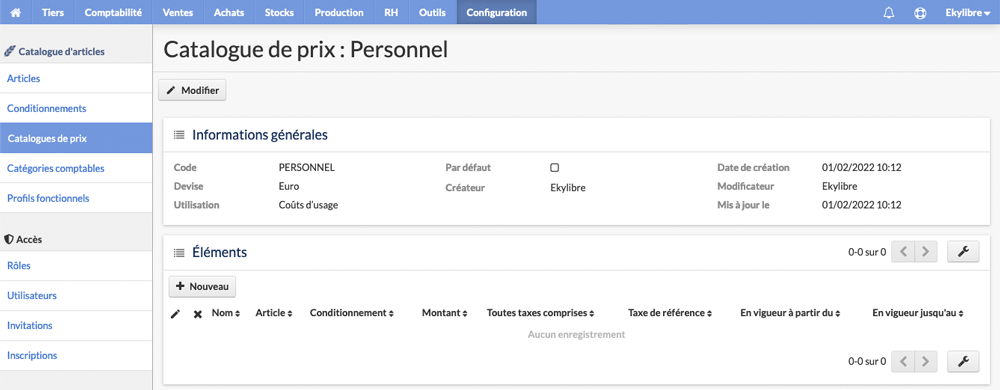 Tiers Comptabilité Ventes Achats Stocks Production RH Outils Configuration Ekylibre
Catalogue d'articles
Articles
Conditionnements
Catalogues de prix
Catégories comptables
Profils fonctionnels
Accès
Rôles
Utilisateurs
Invitations
Inscriptions
Catalogue de prix : Personnel
Modifier
Informations générales
Code PERSONNEL Par défaut Date de création 01/02/2022 10:12
Devise Euro Créateur Ekylibre Modificateur Ekylibre
Utilisation Coûts d'usage Mis à jour le 01/02/2022 10:12
Éléments 0-0 sur 0
Nouveau
Nom Article Conditionnement Montant Toutes taxes comprises Taxe de référence En vigueur à partir du En vigueur jusqu'au
Aucun enregistrement
0-0 sur 0